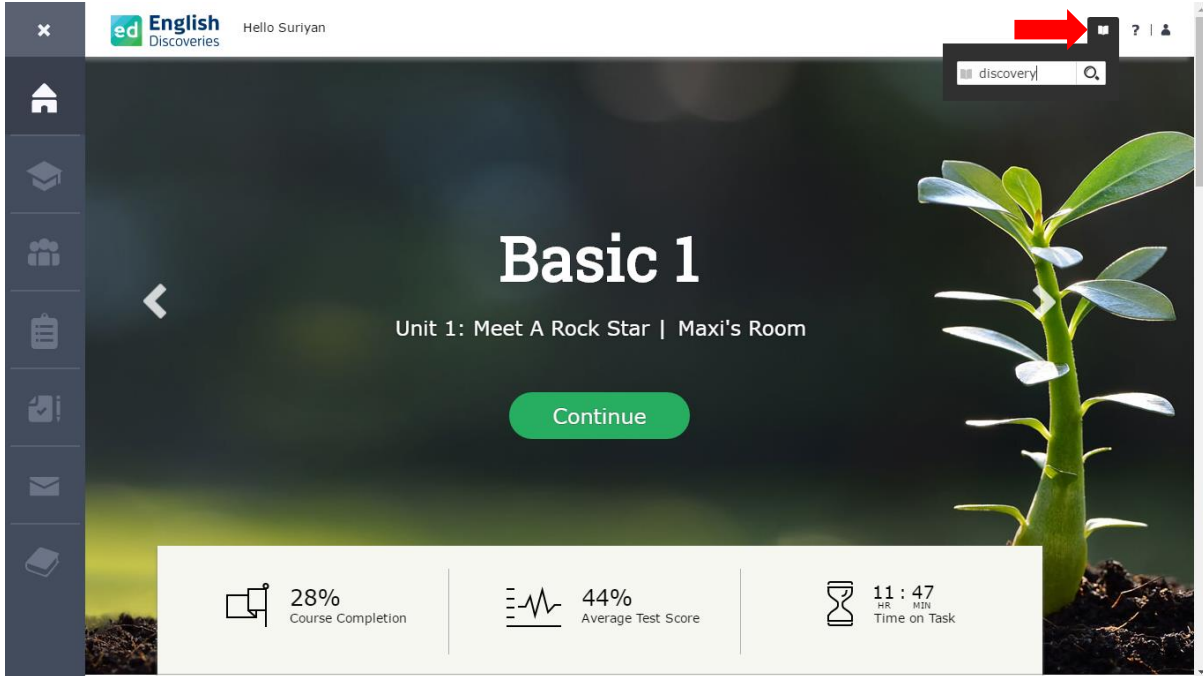 ed English
Discoveries
Hello Suriyan
? |
discovery
Basic 1
Unit 1: Meet A Rock Star | Maxi's Room
Continue
28%
Course Completion
44%
Average Test Score
11 : 47
HR MIN
Time on Task